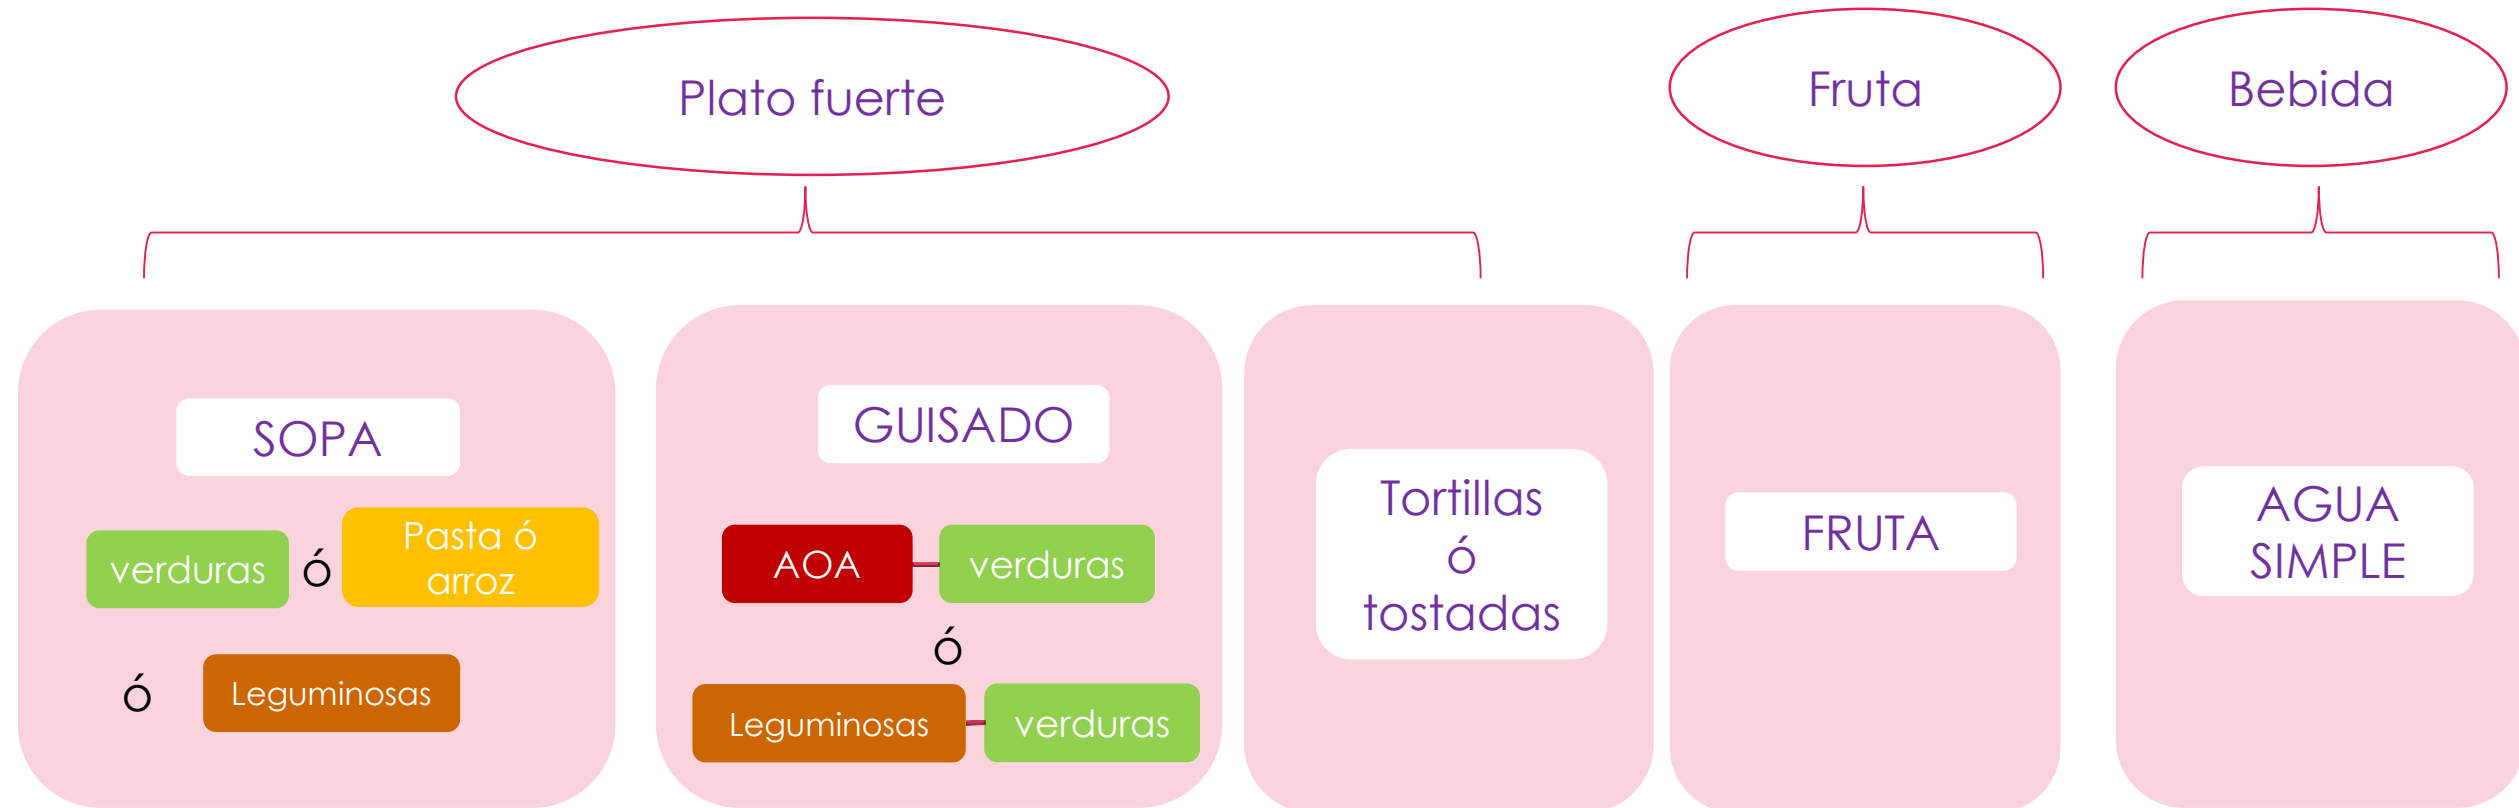 Plato fuerte
Fruta
Bebida
SOPA
verduras
ó
Pasta ó
arroz
ó
Leguminosas
GUISADO
AOA
verduras
ó
Leguminosas
verduras
Tortillas
ó
tostadas
FRUTA
AGUA
SIMPLE